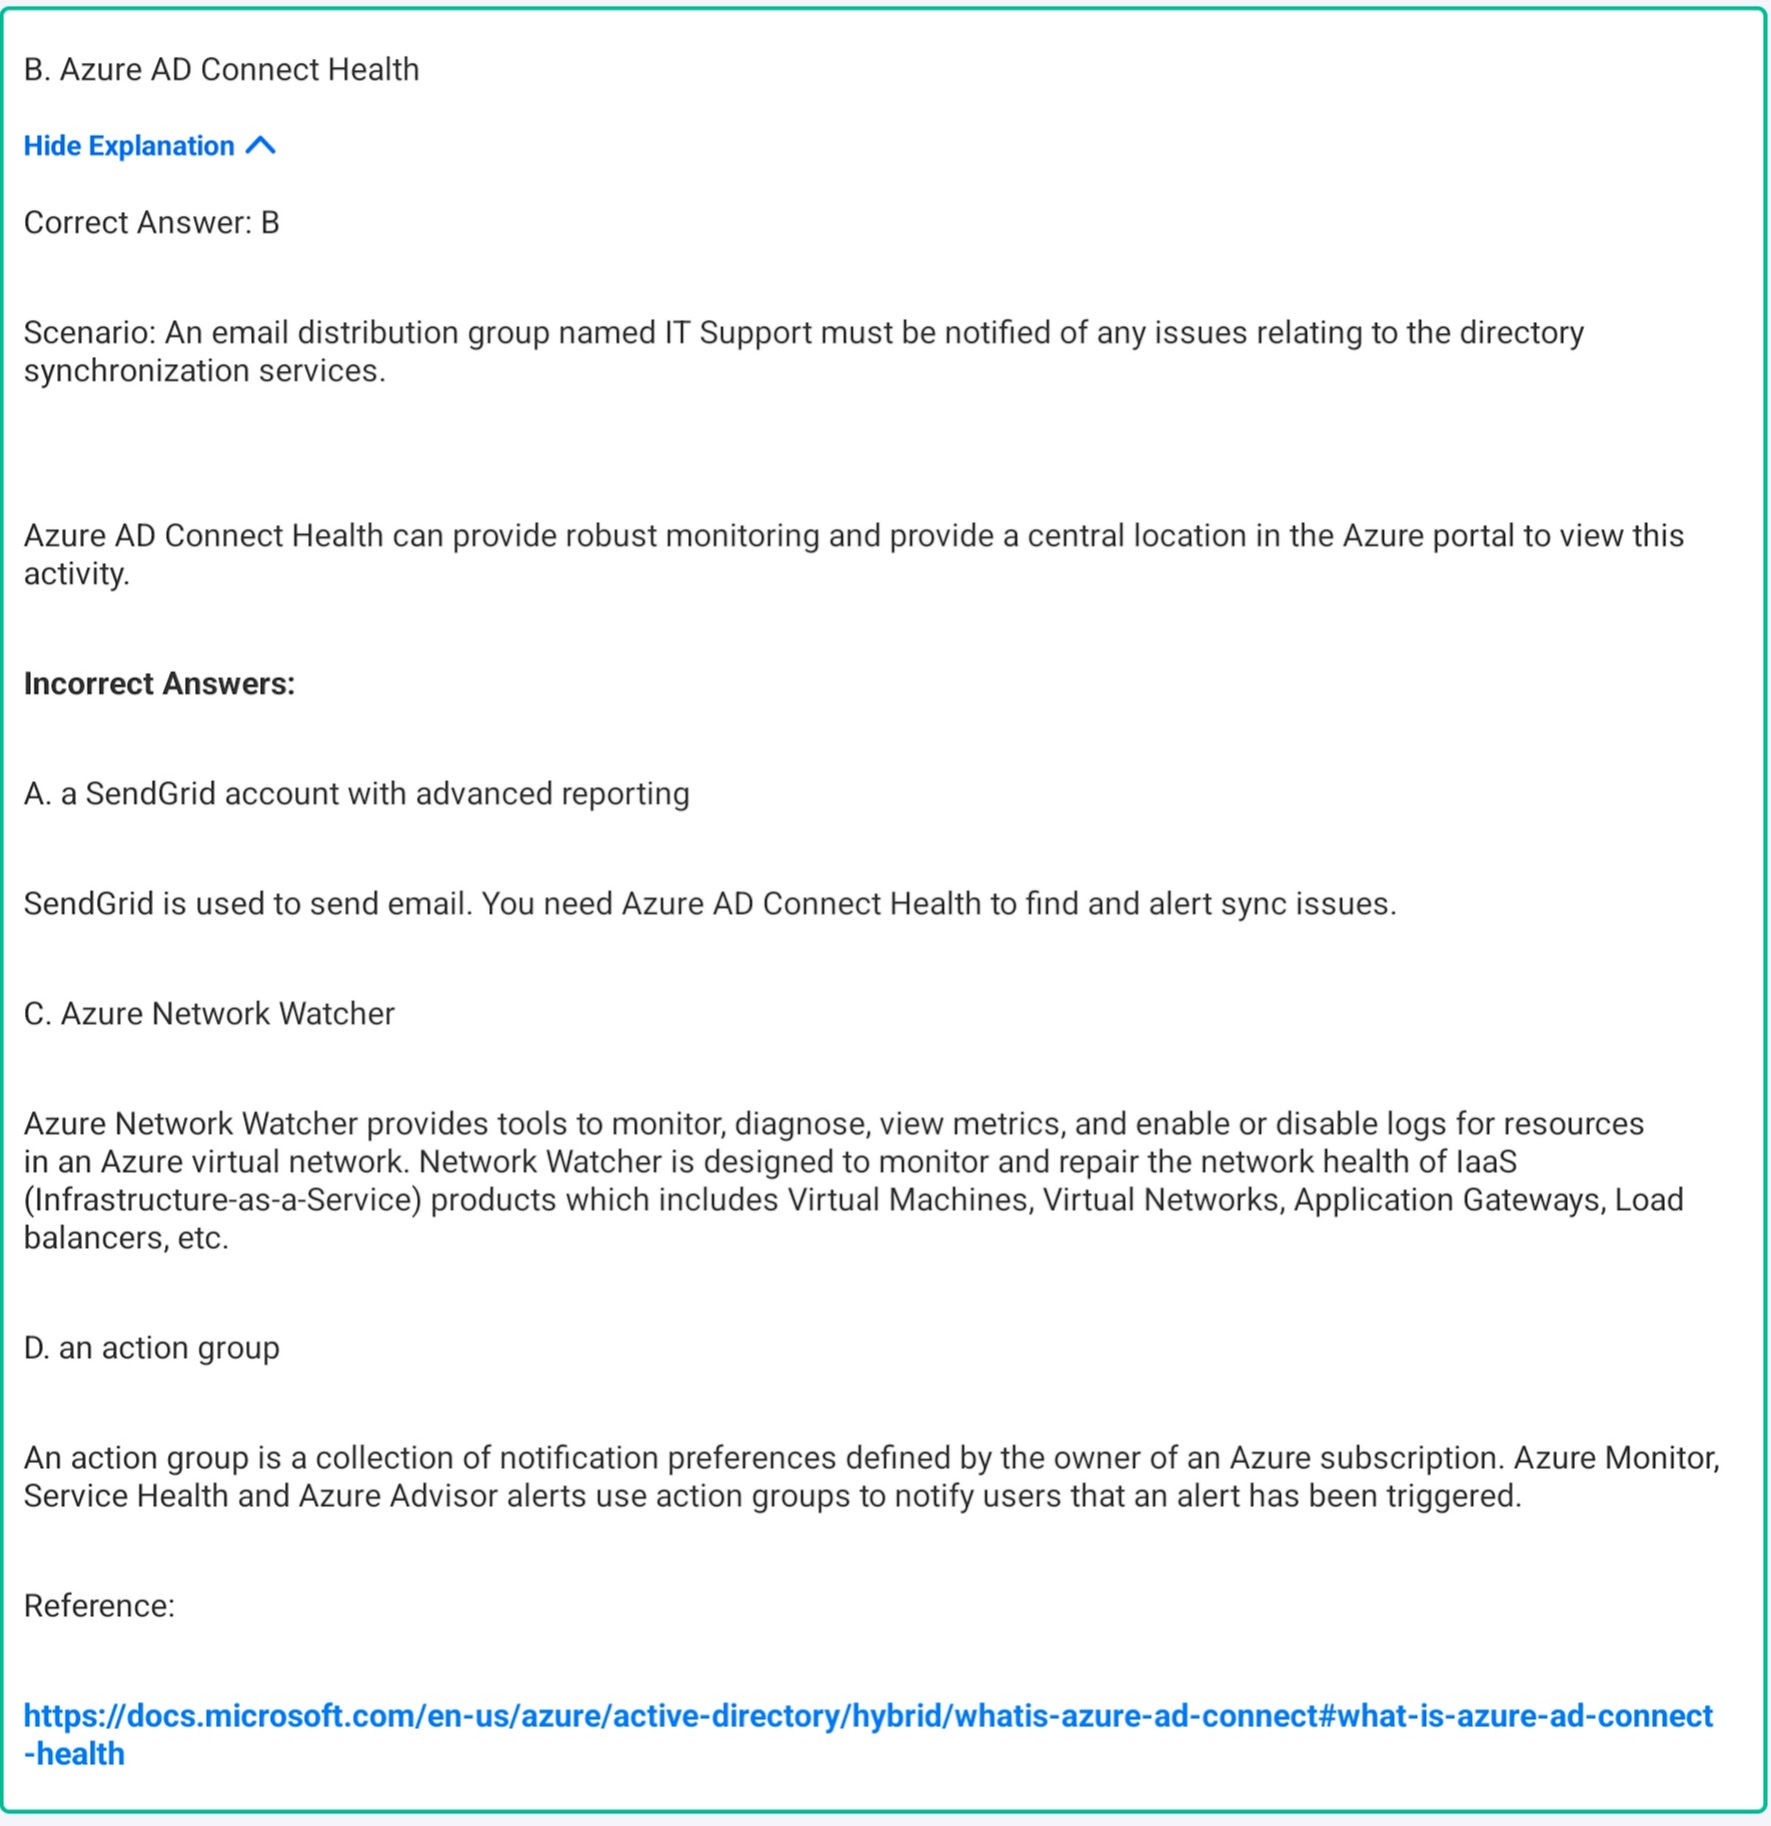 B. Azure AD Connect Health
Hide Explanation
Correct Answer: B
Scenario: An email distribution group named IT Support must be notified of any issues relating to the directory
synchronization services.
Azure AD Connect Health can provide robust monitoring and provide a central location in the Azure portal to view this
activity.
Incorrect Answers:
A. a SendGrid account with advanced reporting
SendGrid is used to send email. You need Azure AD Connect Health to find and alert sync issues.
C. Azure Network Watcher
Azure Network Watcher provides tools to monitor, diagnose, view metrics, and enable or disable logs for resources
in an Azure virtual network. Network Watcher is designed to monitor and repair the network health of IaaS
(Infrastructure-as-a-Service) products which includes Virtual Machines, Virtual Networks, Application Gateways, Load
balancers, etc.
D. an action group
An action group is a collection of notification preferences defined by the owner of an Azure subscription. Azure Monitor,
Service Health and Azure Advisor alerts use action groups to notify users that an alert has been triggered.
Reference:
https://docs.microsoft.com/en-us/azure/active-directory/hybrid/whatis-azure-ad-connect#what-is-azure-ad-connect
-health